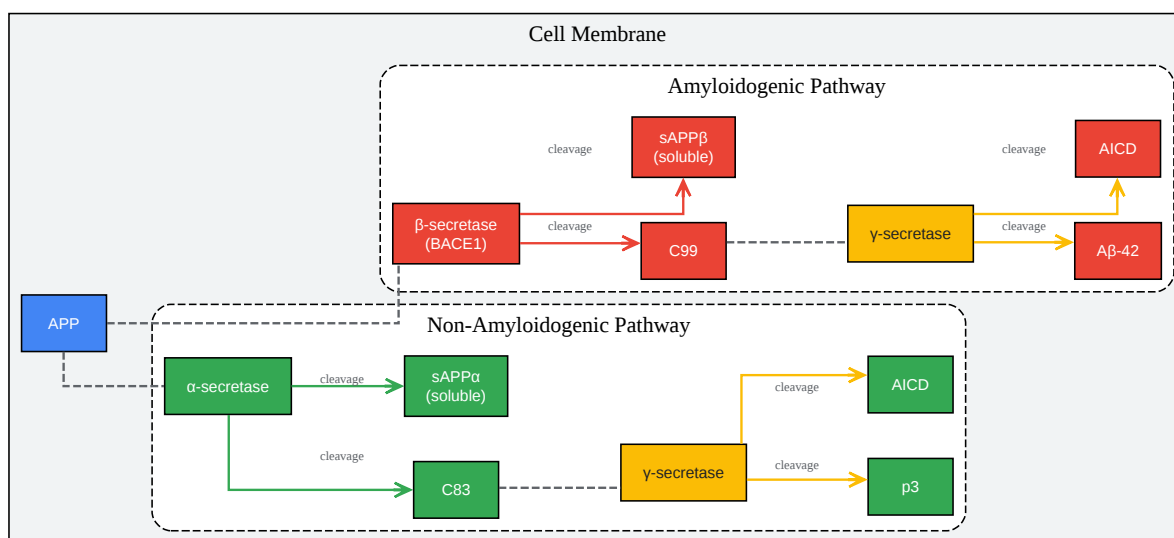 Cell Membrane
Amyloidogenic Pathway
cleavage
sAPPβ
(soluble)
cleavage
AICD
β-secretase
(BACE1)
cleavage
C99
γ-secretase
cleavage
Aβ-42
APP
Non-Amyloidogenic Pathway
α-secretase
cleavage
sAPPα
(soluble)
cleavage
AICD
cleavage
C83
γ-secretase
cleavage
p3